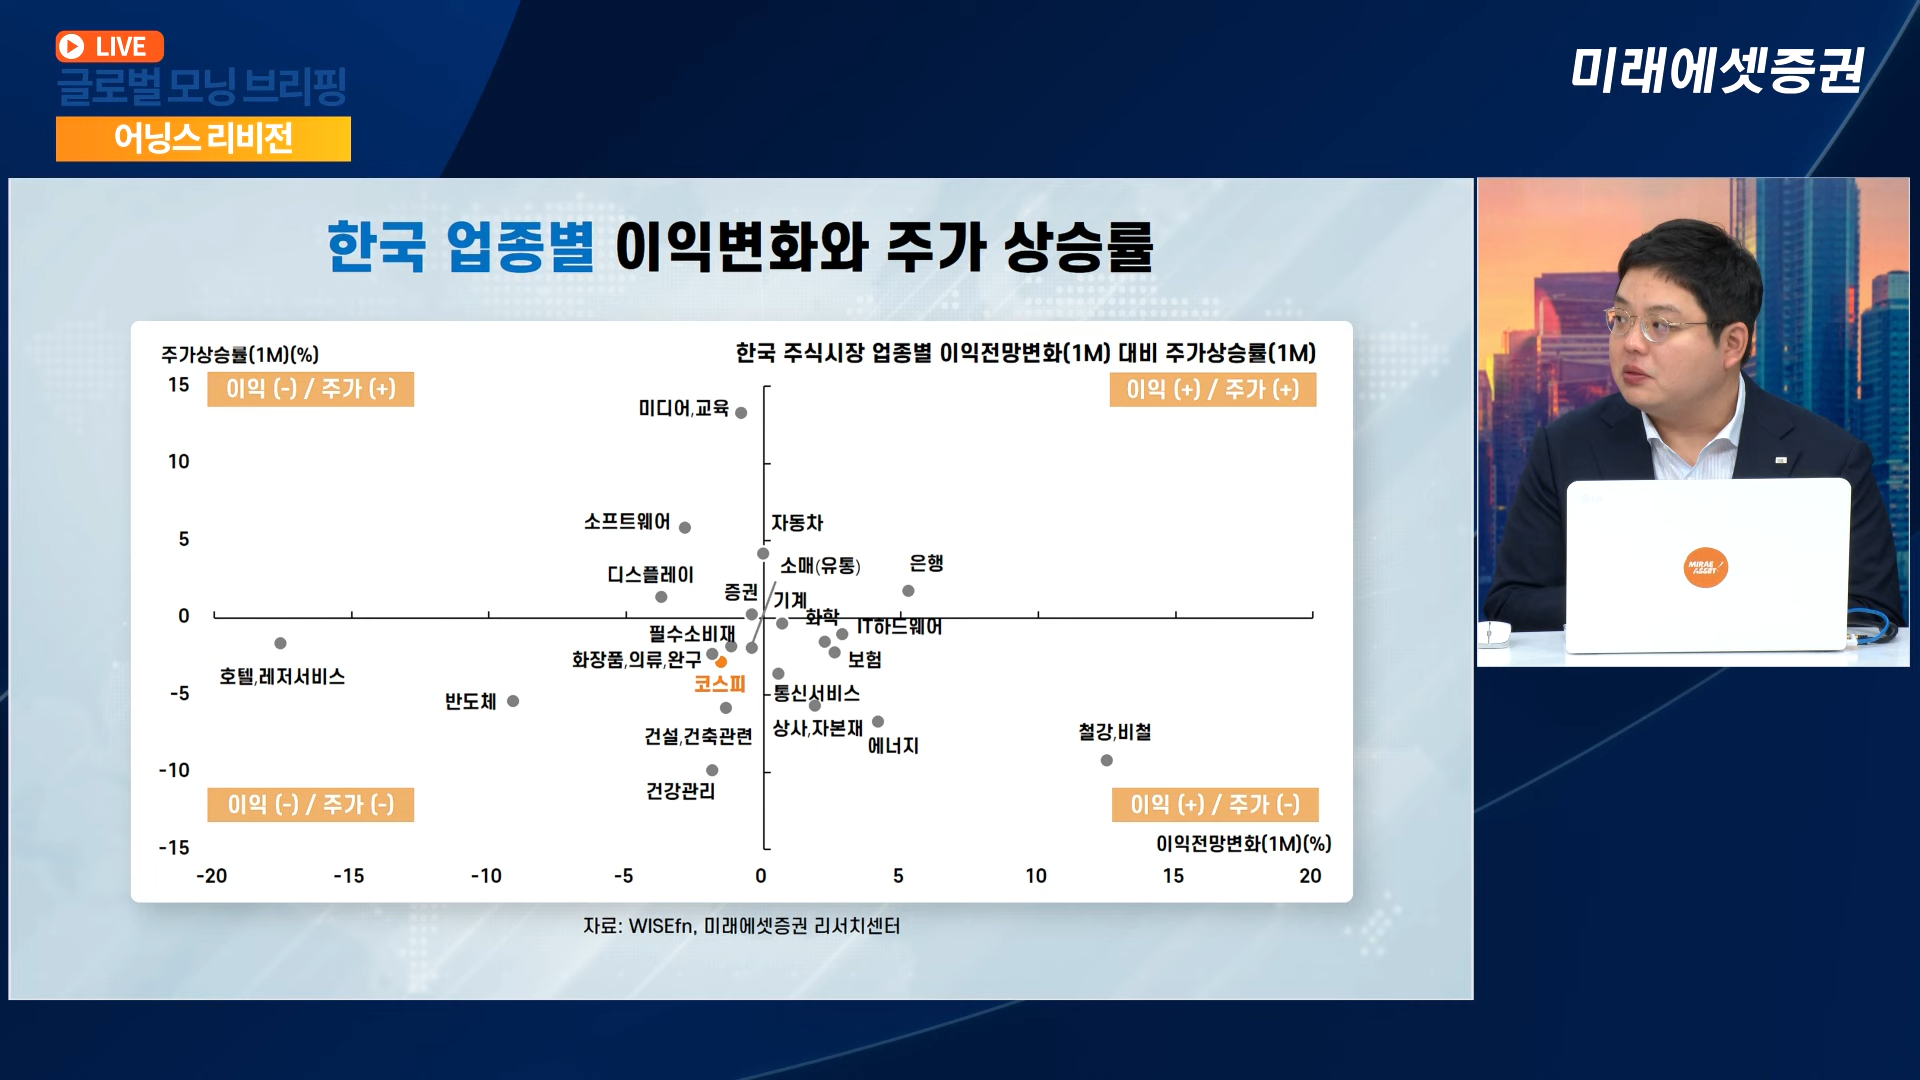 LIVE
글로벌 모닝 브리핑
어닝스 리비전
미래에셋증권
한국 업종별 이익변화와 주가 상승률
주가상승률(1M)(%)
한국 주식시장 업종별 이익전망변화(1M) 대비 주가상승률(1M)
이익 (-) / 주가 (+)
이익 (+) / 주가 (+)
15
10
5
0
-5
-10
-15
미디어,교육
소프트웨어
자동차
소매(유통)
은행
디스플레이
증권
기계
화학
IT하드웨어
필수소비재
화장품,의류,완구
보험
코스피
호텔,레저서비스
반도체
통신서비스
건설,건축관련
상사,자본재
에너지
철강,비철
건강관리
이익 (-) / 주가 (-)
이익 (+) / 주가 (-)
이익전망변화(1M)(%)
-20
-15
-10
-5
0
5
10
15
20
자료: WISEfn, 미래에셋증권 리서치센터
MIRAE
ASSET